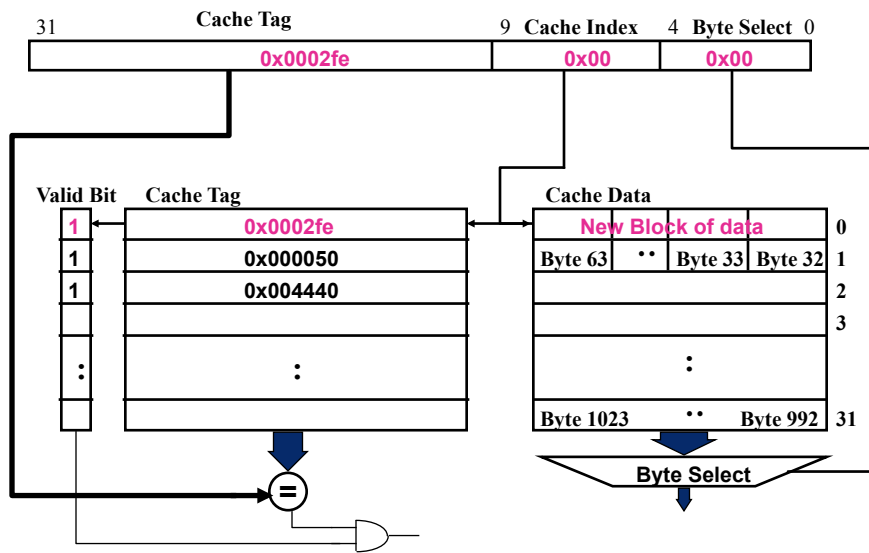 31 Cache Tag 9 Cache Index 4 Byte Select 0
0x0002fe 0x00 0x00
Valid Bit Cache Tag Cache Data
1 0x0002fe New Block of data 0
1 0x000050 Byte 63 .. Byte 33 Byte 32 1
1 0x004440 2
3
: : :
Byte 1023 .. Byte 992 31
= Byte Select